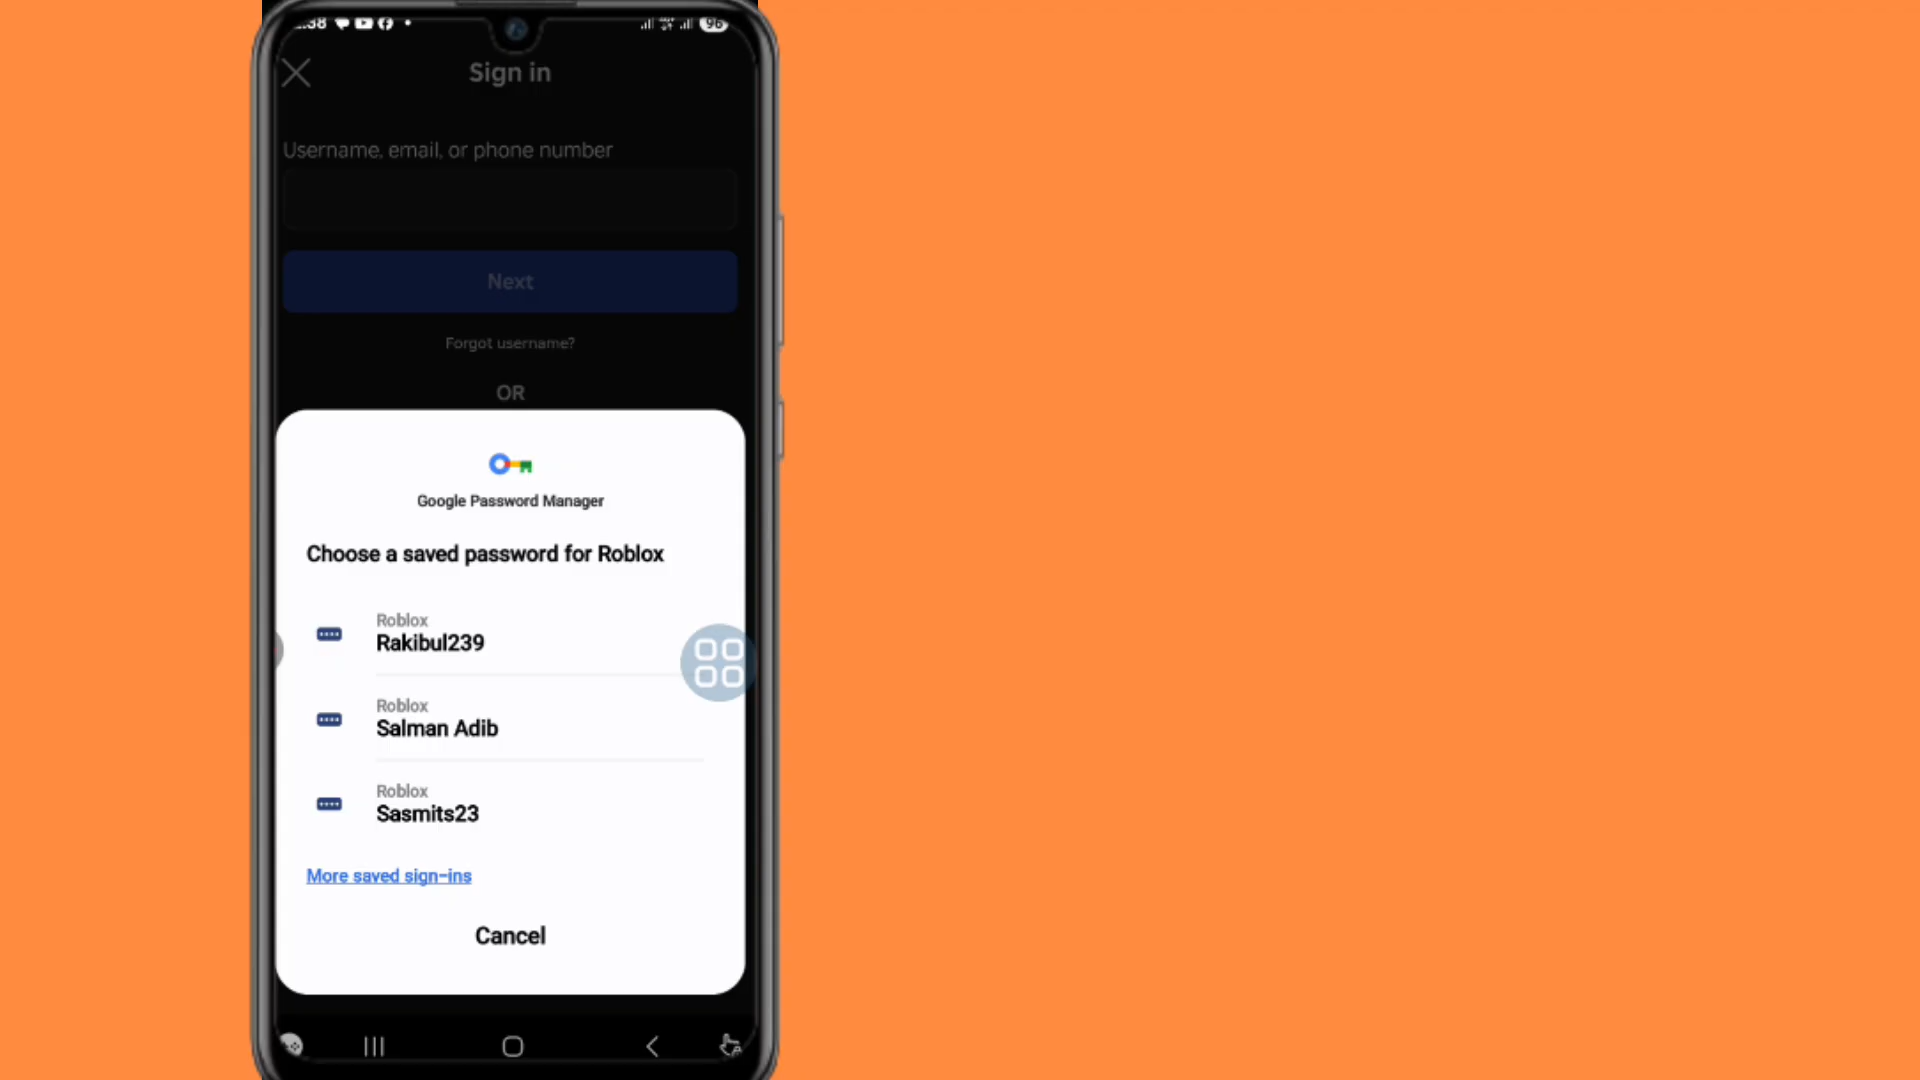 96
Sign in
Username, email, or phone number
Next
Forgot username?
OR
Google Password Manager
Choose a saved password for Roblox
Roblox
Rakibul239
Roblox
Salman Adib
Roblox
Sasmits23
More saved sign-ins
Cancel